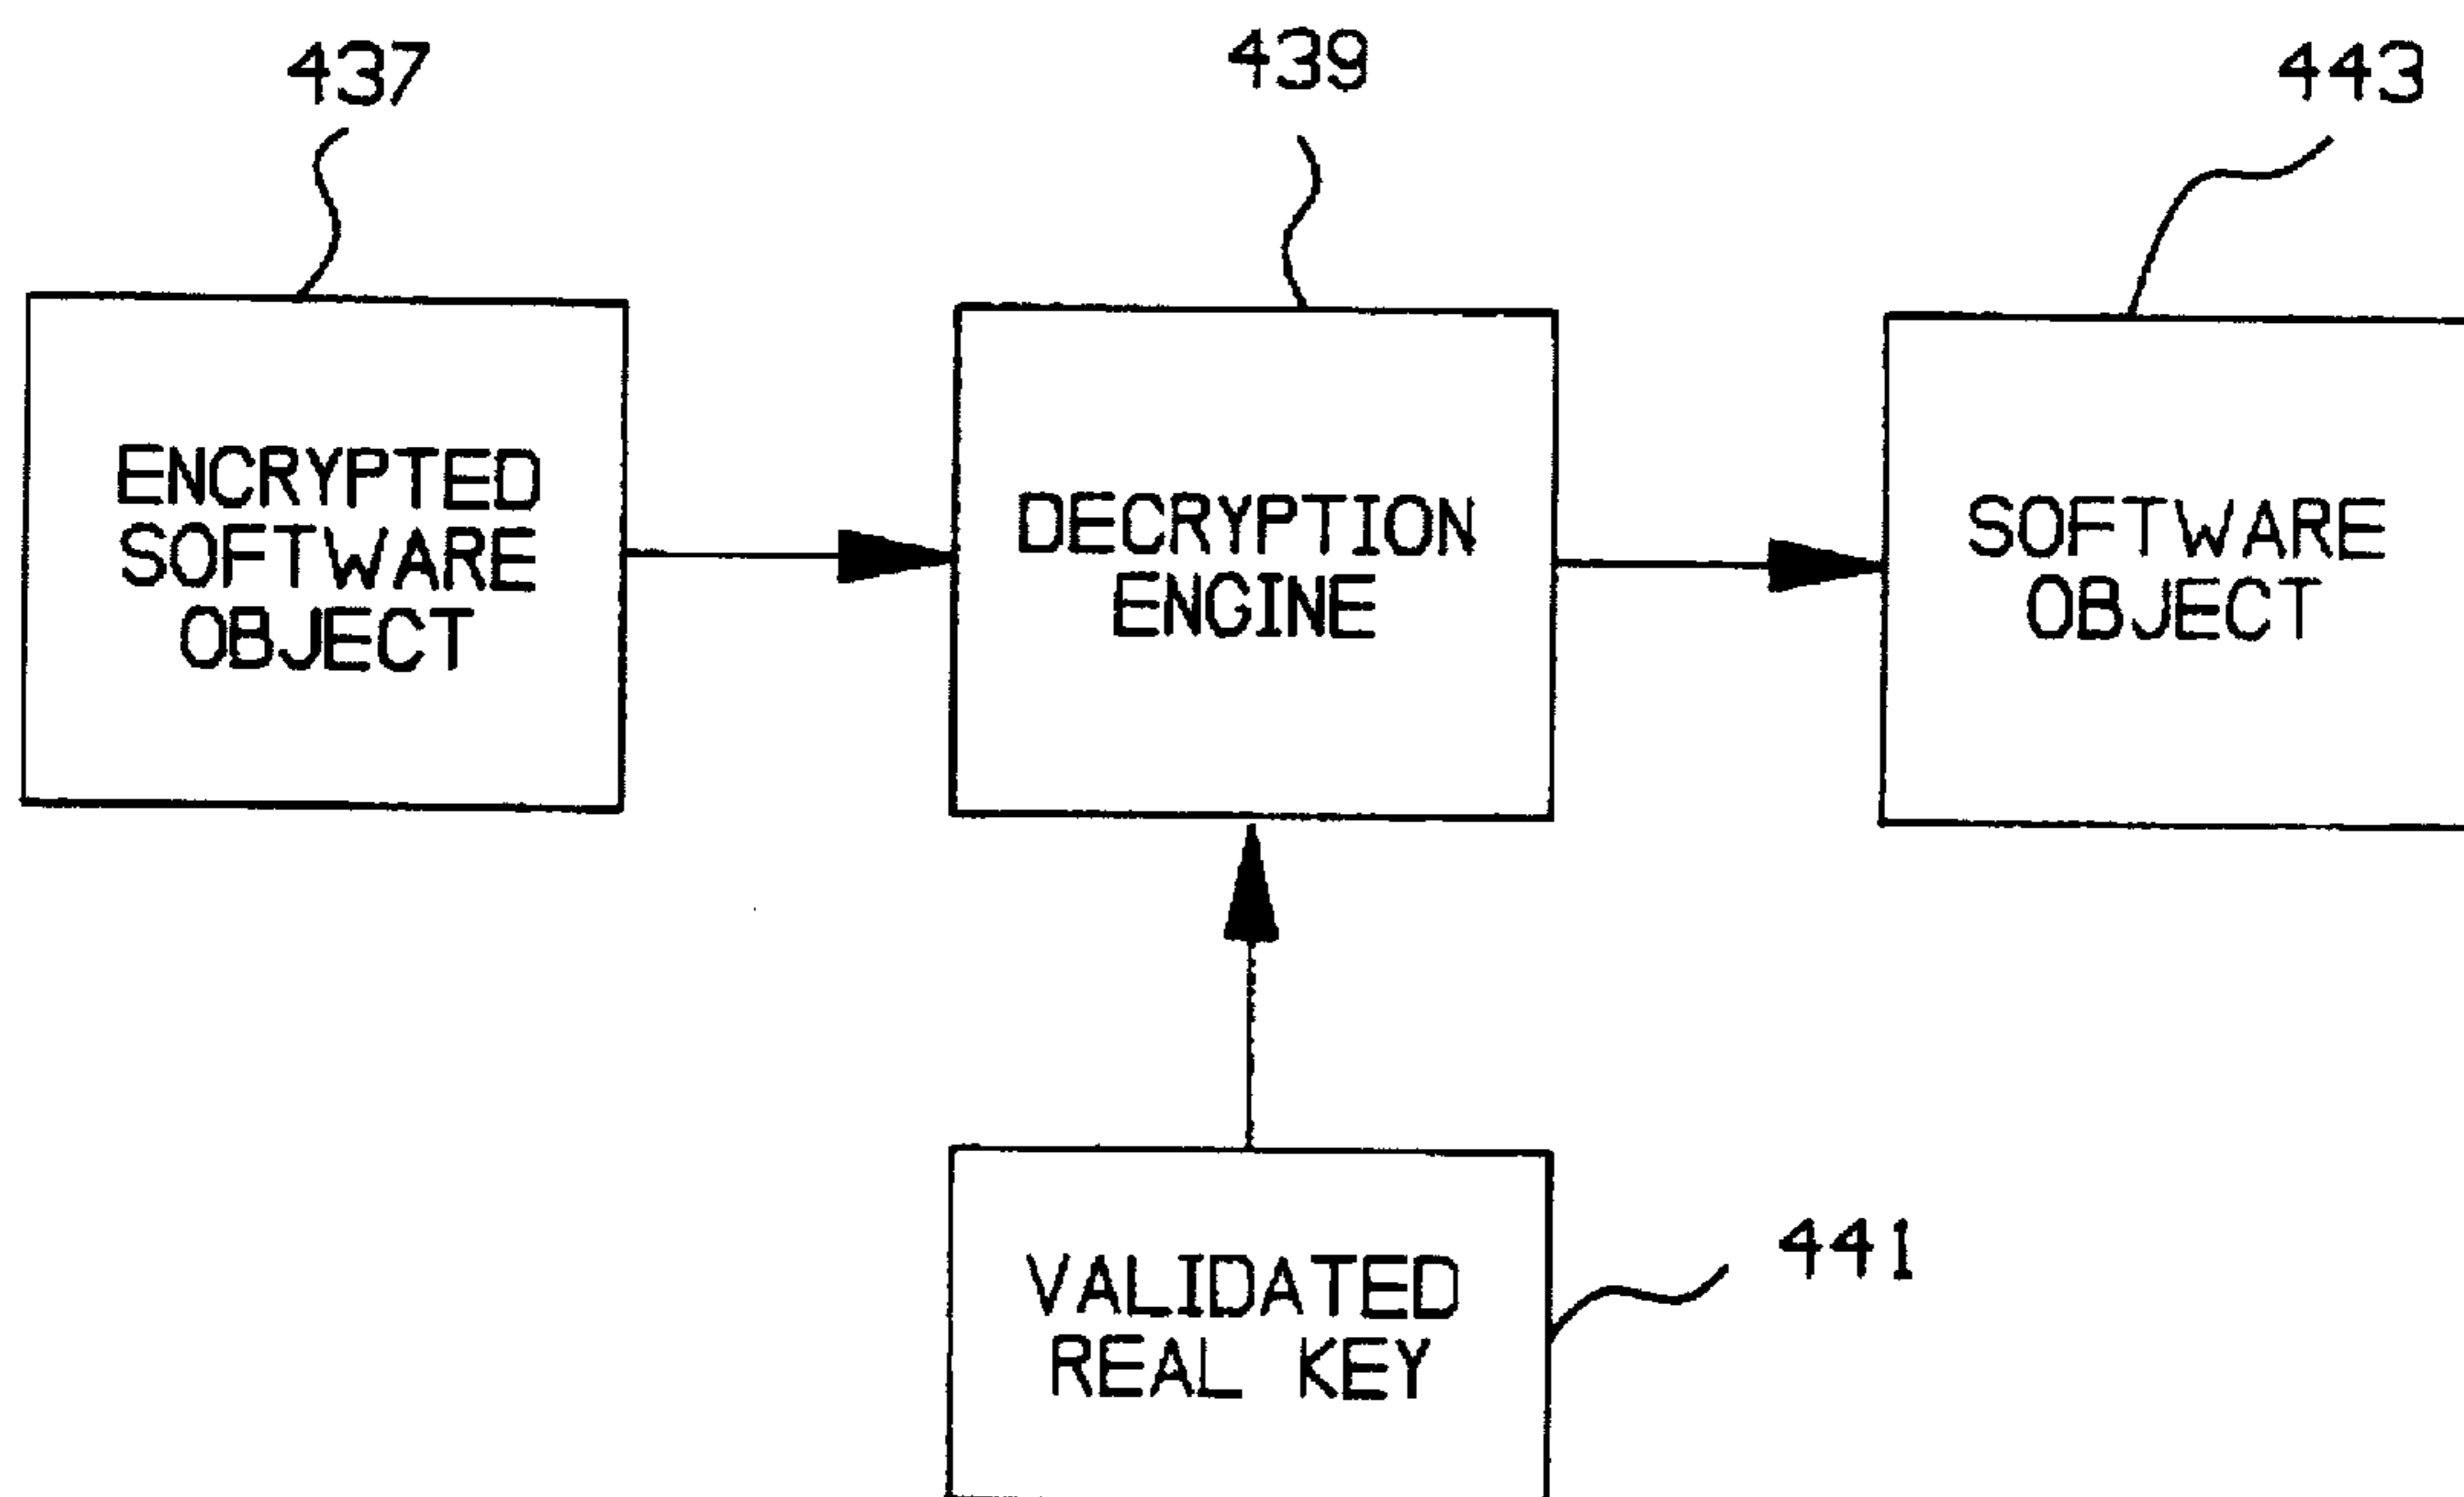 437
439
443
ENCRYPTED
SOFTWARE
OBJECT
DECRYPTION
ENGINE
SOFTWARE
OBJECT
VALIDATED
REAL KEY
441